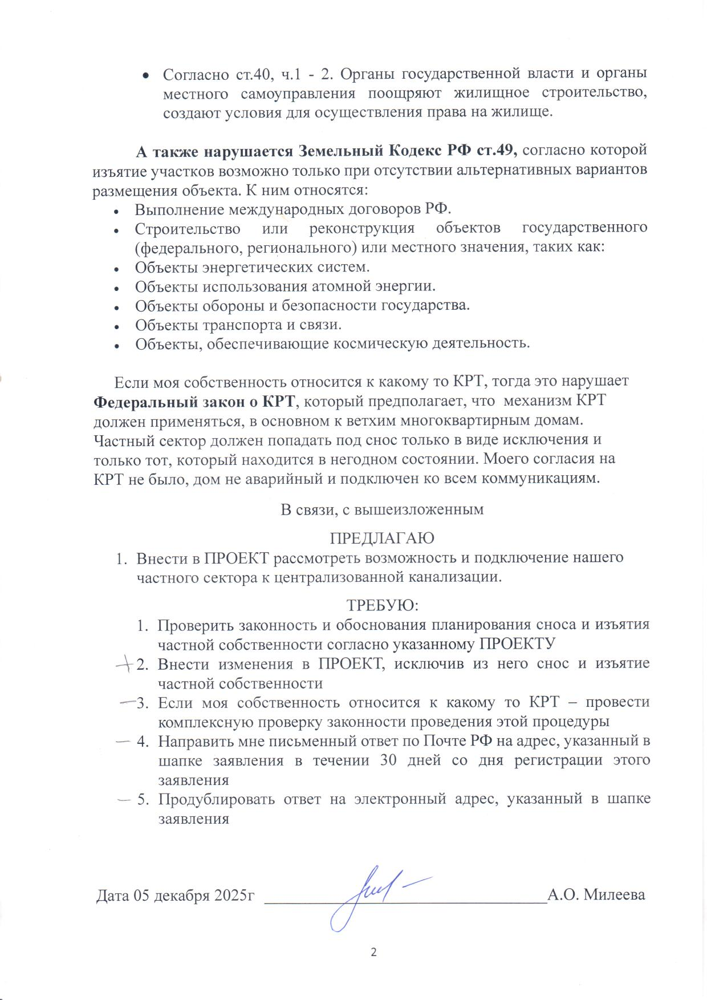 • Согласно ст.40, ч.1 - 2. Органы государственной власти и органы
местного самоуправления поощряют жилищное строительство,
создают условия для осуществления права на жилище.
А также нарушается Земельный Кодекс РФ ст.49, согласно которой
изъятие участков возможно только при отсутствии альтернативных вариантов
размещения объекта. К ним относятся:
• Выполнение международных договоров РФ.
• Строительство или реконструкция объектов государственного
(федерального, регионального) или местного значения, таких как:
• Объекты энергетических систем.
• Объекты использования атомной энергии.
• Объекты обороны и безопасности государства.
• Объекты транспорта и связи.
• Объекты, обеспечивающие космическую деятельность.
Если моя собственность относится к какому то КРТ, тогда это нарушает
Федеральный закон о КРТ, который предполагает, что механизм КРТ
должен применяться, в основном к ветхим многоквартирным домам.
Частный сектор должен попадать под снос только в виде исключения и
только тот, который находится в негодном состоянии. Моего согласия на
КРТ не было, дом не аварийный и подключен ко всем коммуникациям.
В связи, с вышеизложенным
ПРЕДЛАГАЮ
1. Внести в ПРОЕКТ рассмотреть возможность и подключение нашего
частного сектора к централизованной канализации.
ТРЕБУЮ:
1. Проверить законность и обоснования планирования сноса и изъятия
частной собственности согласно указанному ПРОЕКТУ
2. Внести изменения в ПРОЕКТ, исключив из него снос и изъятие
частной собственности
3. Если моя собственность относится к какому то КРТ – провести
комплексную проверку законности проведения этой процедуры
4. Направить мне письменный ответ по Почте РФ на адрес, указанный в
шапке заявления в течении 30 дней со дня регистрации этого
заявления
5. Продублировать ответ на электронный адрес, указанный в шапке
заявления
Дата 05 декабря 2025г А.О. Милеева
2